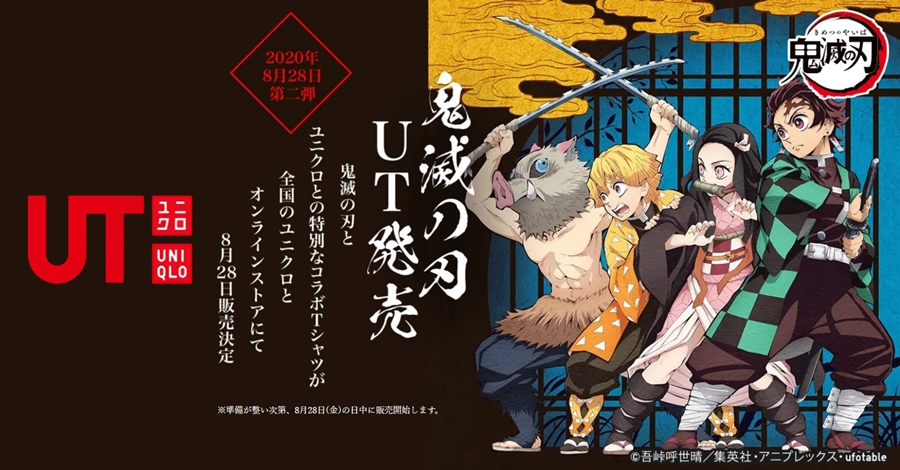 2020年
8月28日
第二弾
鬼滅の刃
UT発売
鬼滅の刃と
ユニクロとの特別なコラボTシャツが
全国のユニクロと
オンラインストアにて
8月28日販売決定
※準備が整い次第、8月28日(金)の日中に販売開始します。
UT
ユニ
クロ
UNI
QLO
きめつのやいば
鬼滅の刃
©吾峠呼世晴／集英社・アニプレックス・ufotable